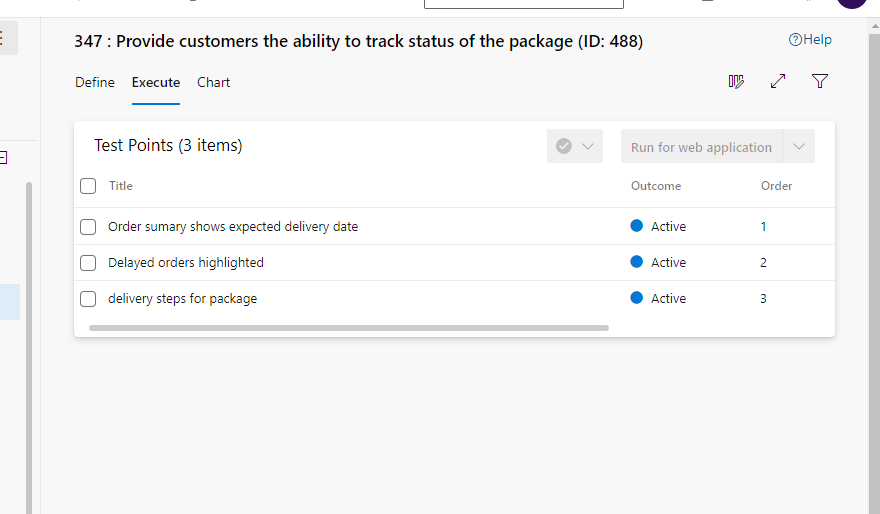 347 : Provide customers the ability to track status of the package (ID: 488)
Help
Define Execute Chart
Test Points (3 items)
Run for web application
Title Outcome Order
Order sumary shows expected delivery date Active 1
Delayed orders highlighted Active 2
delivery steps for package Active 3